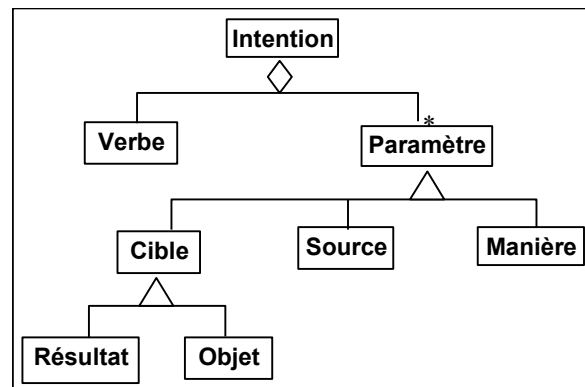 Intention
Verbe
*
Paramètre
Cible
Source
Manière
Résultat
Objet